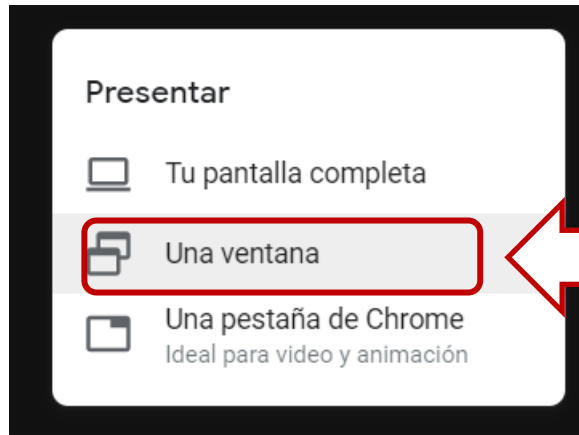 Presentar
Tu pantalla completa
Una ventana
Una pestaña de Chrome
Ideal para video y animación